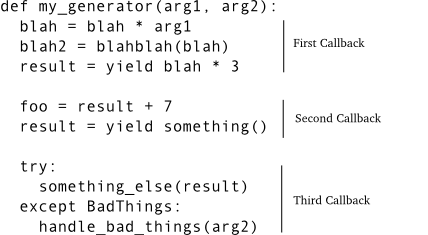 def my_generator(arg1, arg2):
  blah = blah * arg1
  blah2 = blahblah(blah)
  result = yield blah * 3
First Callback
  foo = result + 7
  result = yield something()
Second Callback
  try:
    something_else(result)
  except BadThings:
    handle_bad_things(arg2)
Third Callback